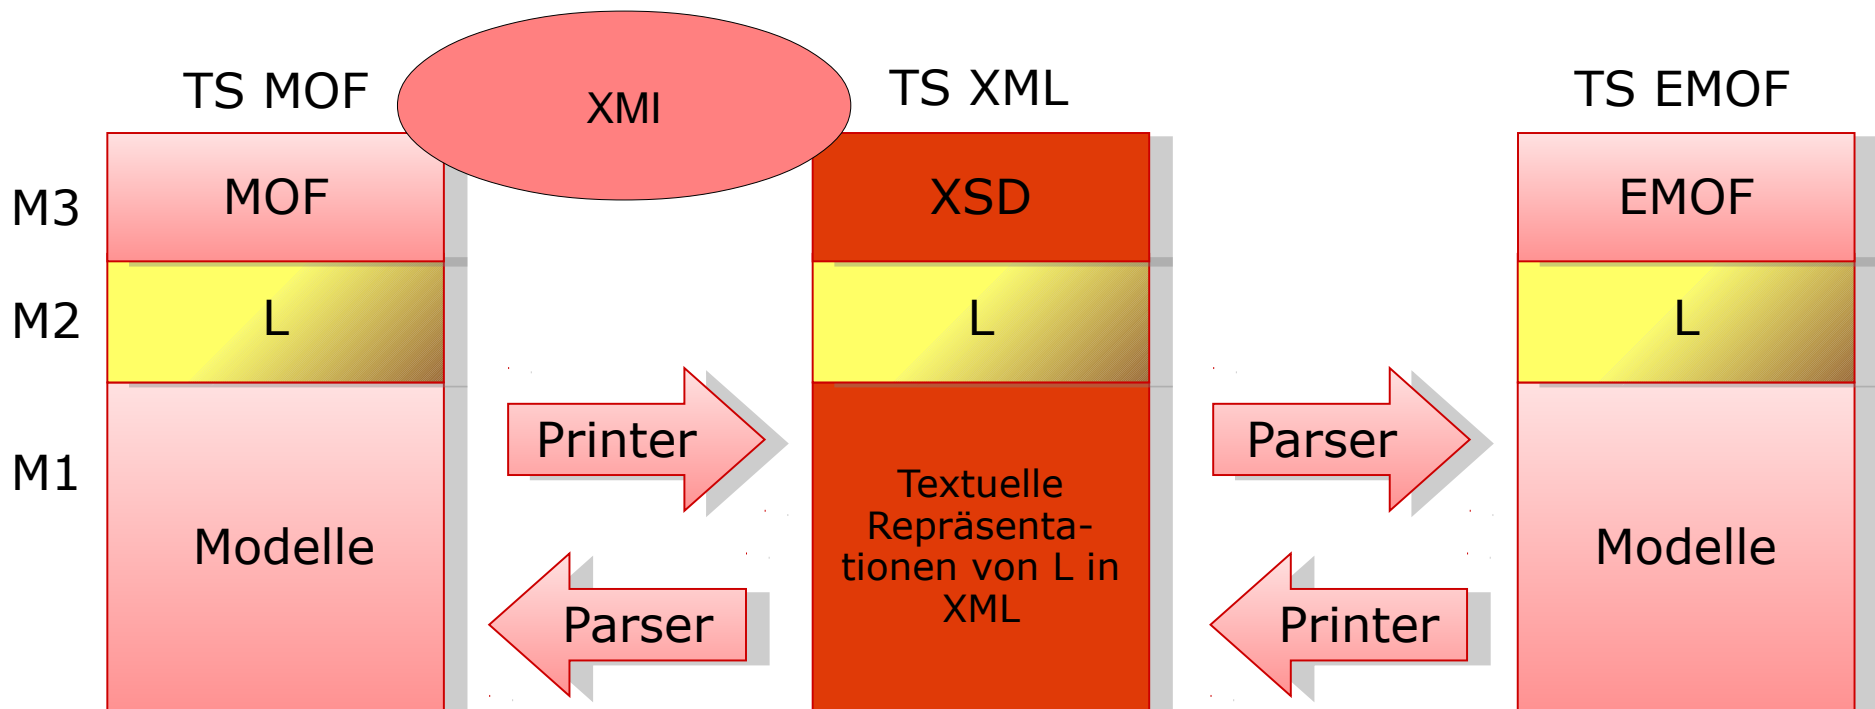 TS MOF
XMI
TS XML
TS EMOF
M3
MOF
XSD
EMOF
M2
L
L
L
M1
Printer
Parser
Modelle
Textuelle
Repräsenta-
tionen von L in
XML
Modelle
Parser
Printer